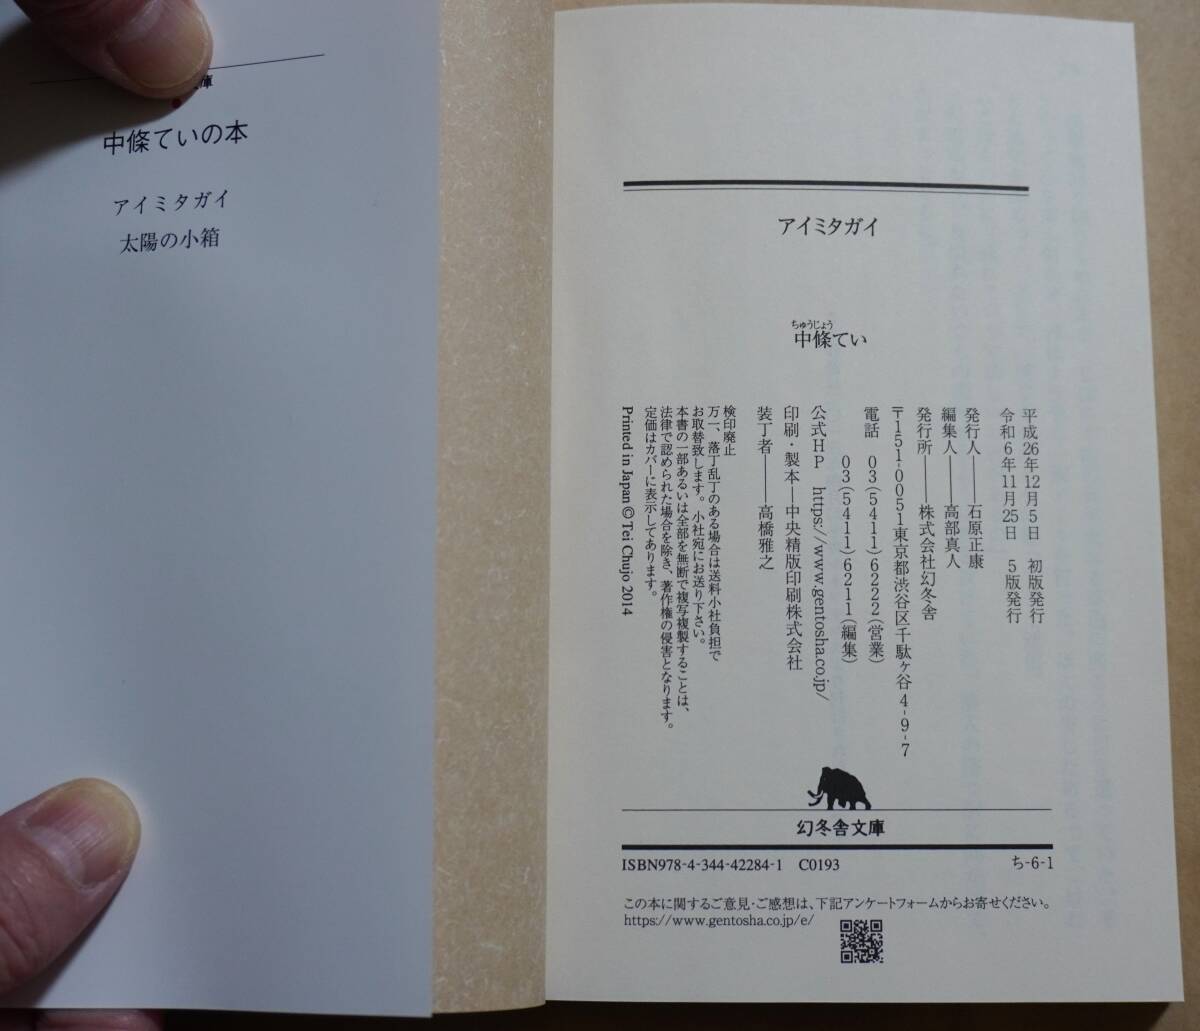 庫
中條ていの本
アイミタガイ
太陽の小箱
アイミタガイ
ちゅうじょう
中條てい
平成26年12月5日　初版発行
令和6年11月25日　5版発行
発行人――石原正康
編集人――高部真人
発行所――株式会社幻冬舎
〒151-0051東京都渋谷区千駄ヶ谷4-9-7
電話　03(5411)6222(営業)
03(5411)6211(編集)
公式HP　https://www.gentosha.co.jp/
印刷・製本―中央精版印刷株式会社
装丁者――高橋雅之
検印廃止
万一、落丁乱丁のある場合は送料小社負担で
お取替致します。小社宛にお送り下さい。
本書の一部あるいは全部を無断で複写複製することは、
法律で認められた場合を除き、著作権の侵害となります。
定価はカバーに表示してあります。
Printed in Japan © Tei Chujo 2014
幻冬舎文庫
ISBN978-4-344-42284-1　C0193
ち-6-1
この本に関するご意見・ご感想は、下記アンケートフォームからお寄せください。
https://www.gentosha.co.jp/e/